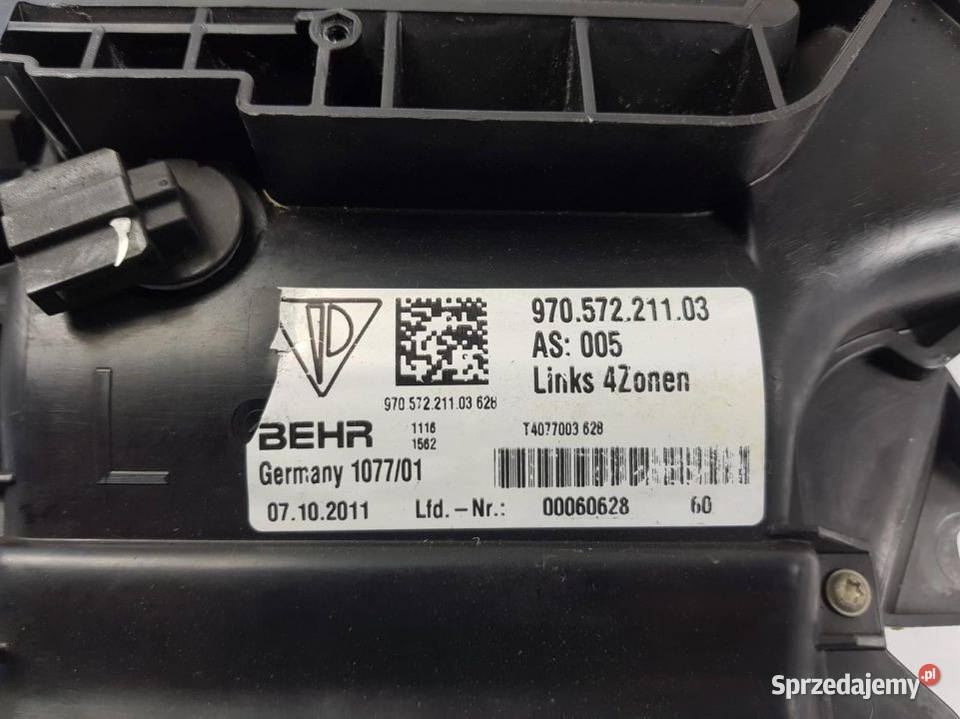 970.572.211.03
AS: 005
Links 4Zonen
970.572.211.03 628
BEHR
1116
1562
T4077003 628
Germany 1077/01
07.10.2011 Lfd.-Nr.: 00060628 60
L
Sprzedajemy.pl